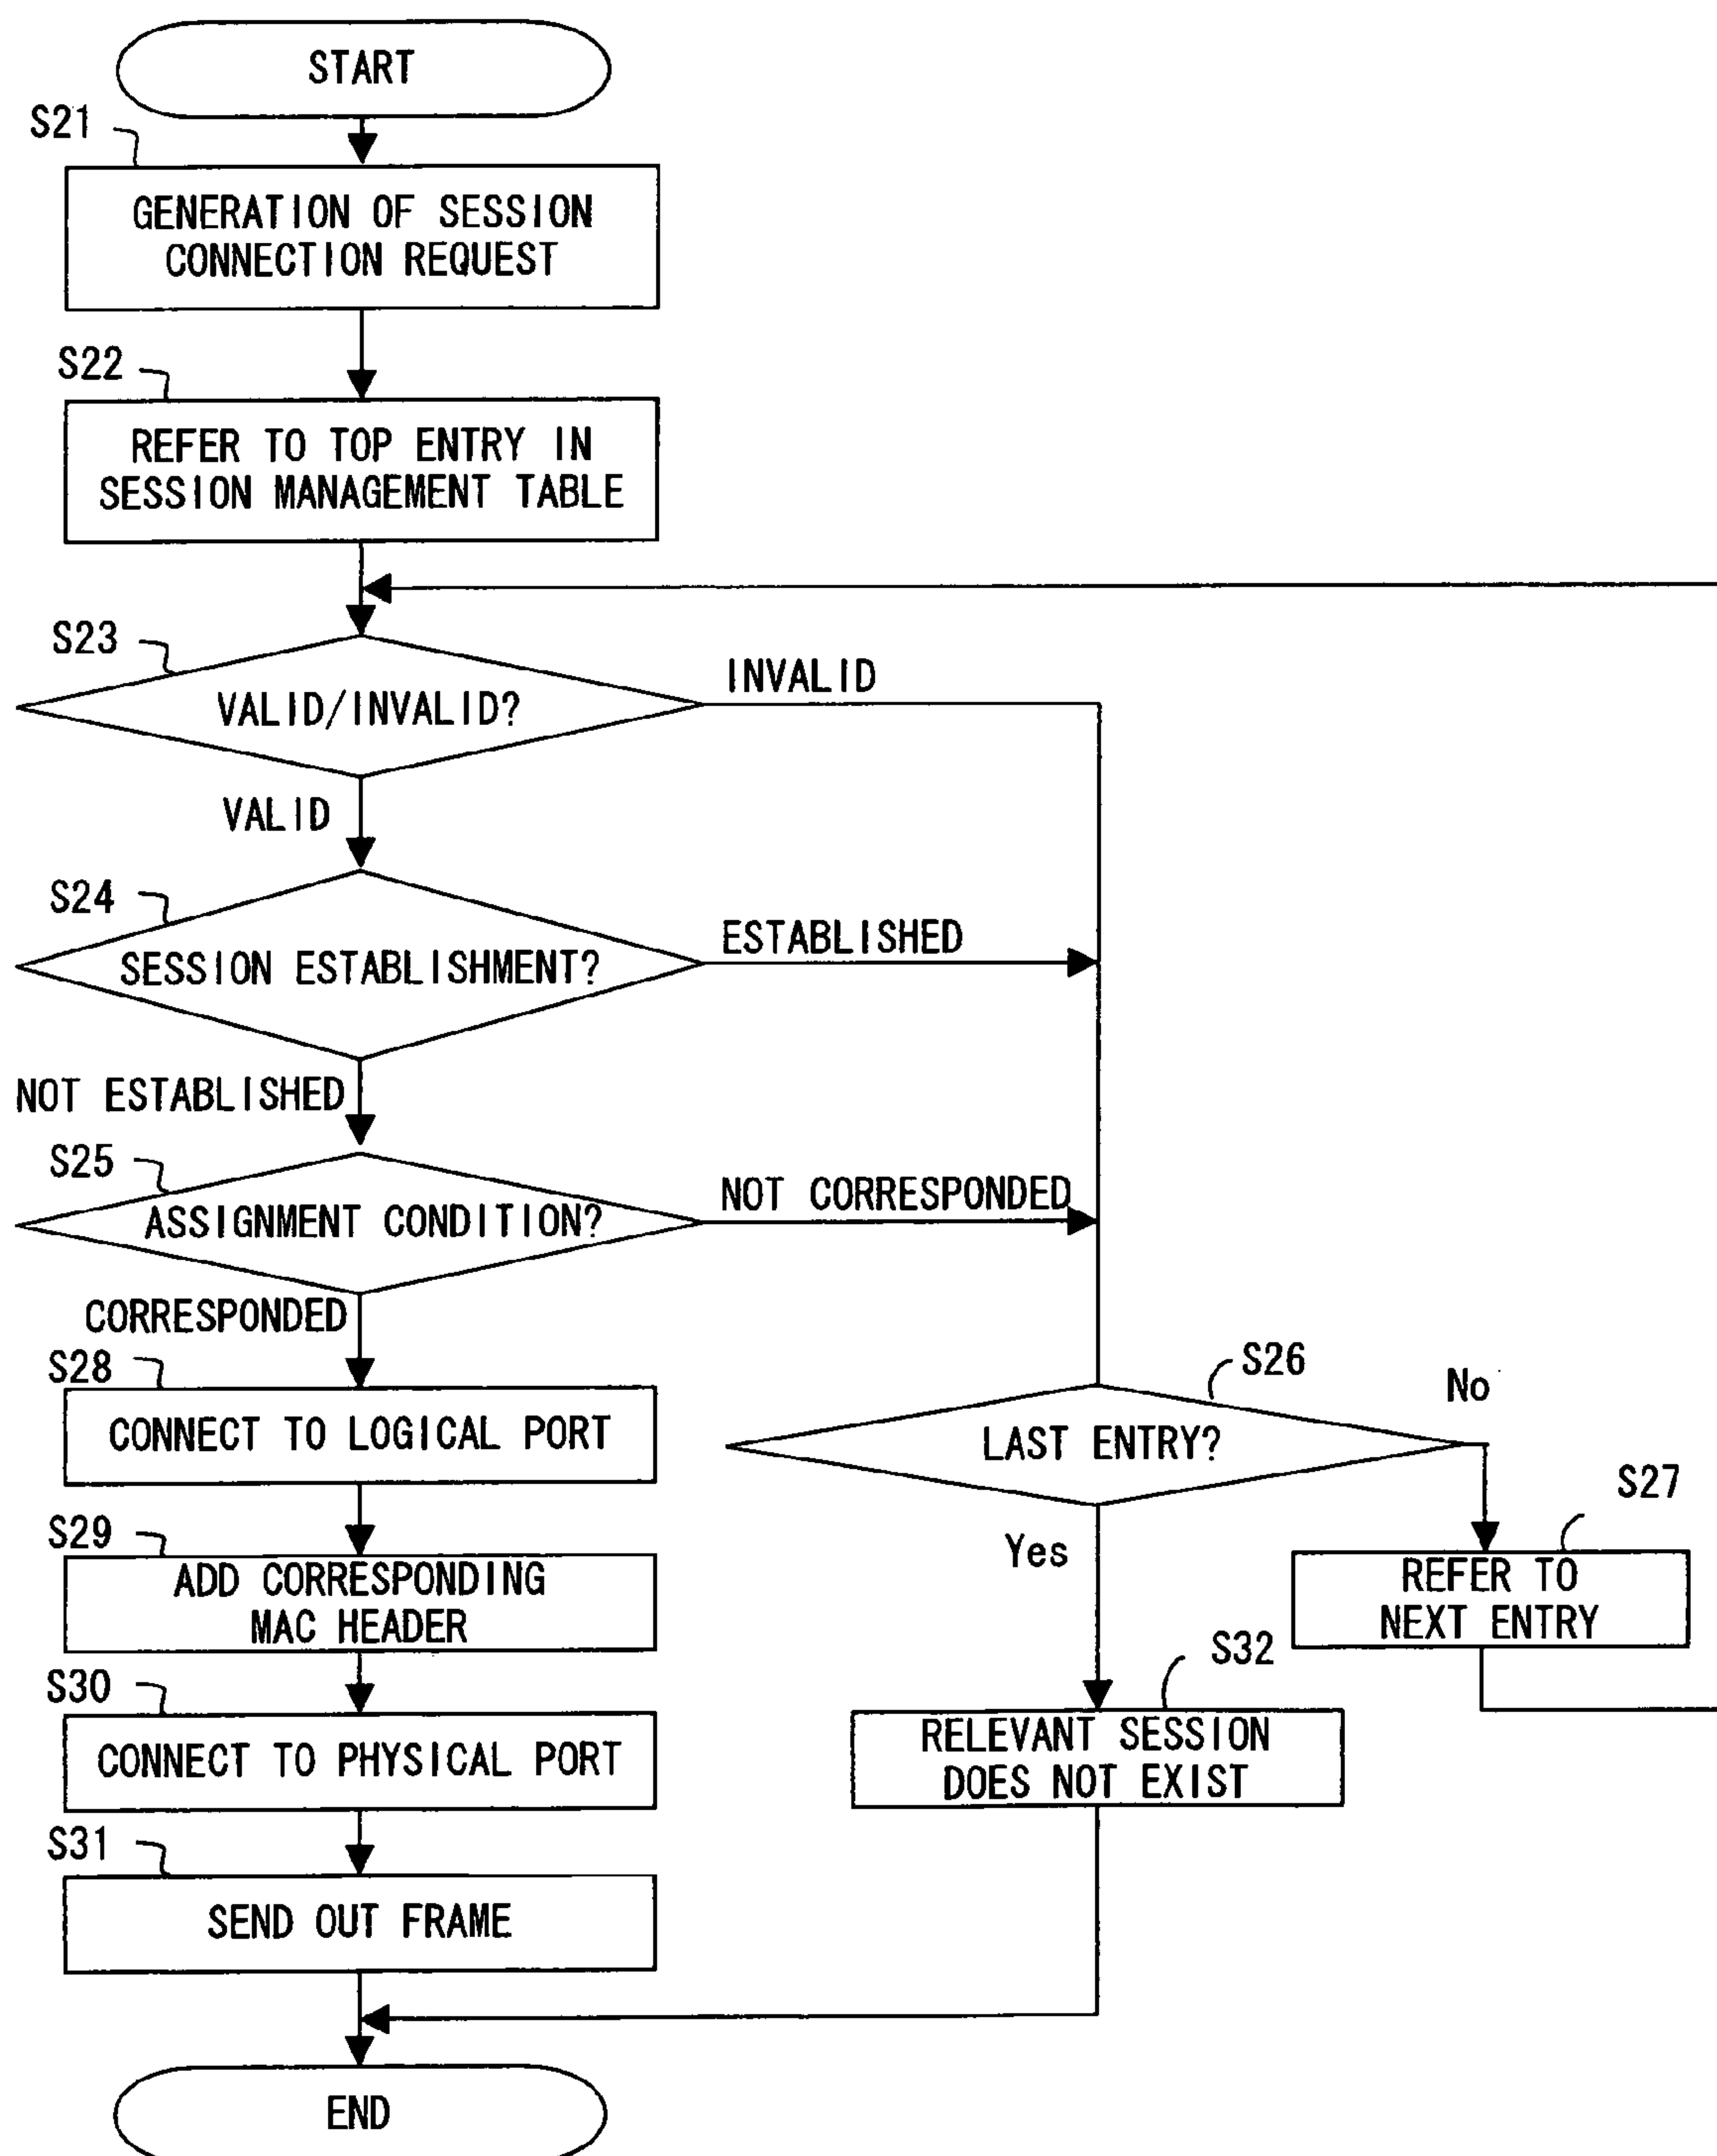 START
S21
GENERATION OF SESSION
CONNECTION REQUEST
S22
REFER TO TOP ENTRY IN
SESSION MANAGEMENT TABLE
S23
VALID/INVALID?
INVALID
VALID
S24
SESSION ESTABLISHMENT?
ESTABLISHED
NOT ESTABLISHED
S25
ASSIGNMENT CONDITION?
NOT CORRESPONDED
CORRESPONDED
S28
CONNECT TO LOGICAL PORT
S26
LAST ENTRY?
No
Yes
S27
REFER TO
NEXT ENTRY
S29
ADD CORRESPONDING
MAC HEADER
S30
CONNECT TO PHYSICAL PORT
S32
RELEVANT SESSION
DOES NOT EXIST
S31
SEND OUT FRAME
END